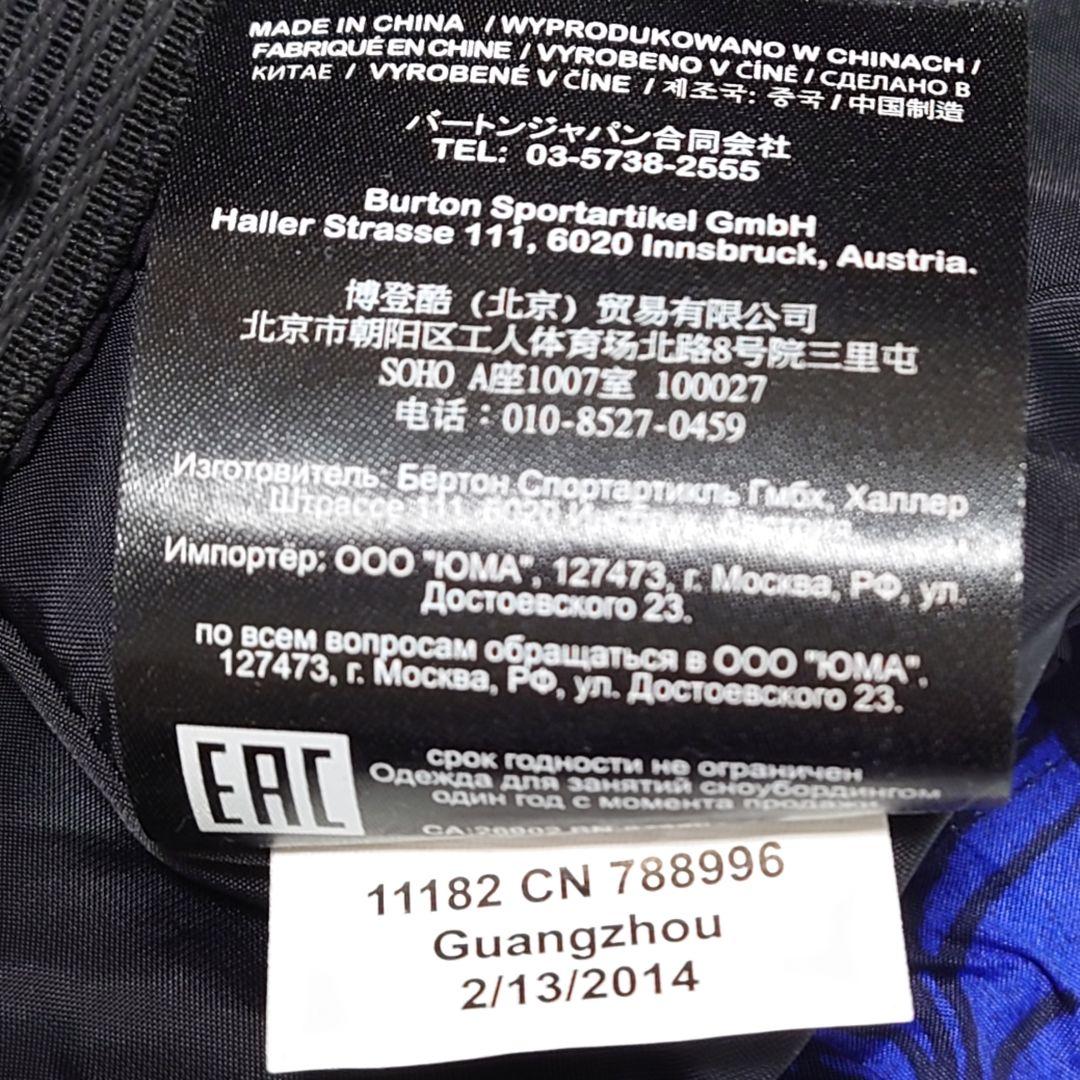 MADE IN CHINA / WYPRODUKOWANO W CHINACH /
FABRIQUÉ EN CHINE / VYROBENO V ČÍNĚ / СДЕЛАНО В
КИТАЕ / VYROBENÉ V ČÍNE / 제조국: 중국 / 中国制造
バートンジャパン合同会社
TEL: 03-5738-2555
Burton Sportartikel GmbH
Haller Strasse 111, 6020 Innsbruck, Austria.
博登酷（北京）贸易有限公司
北京市朝阳区工人体育场北路8号院三里屯
SOHO A座1007室 100027
电话：010-8527-0459
Изготовитель: Бёртон Спортартикль Гмбх, Халлер
Штрассе 111, 6020
Импортёр: ООО "ЮМА", 127473, г. Москва, РФ, ул.
Достоевского 23.
по всем вопросам обращаться в ООО "ЮМА",
127473, г. Москва, РФ, ул. Достоевского 23.
EAC
срок годности не ограничен
Одежда для занятий сноубордингом
один год с момента продажи
11182 CN 788996
Guangzhou
2/13/2014